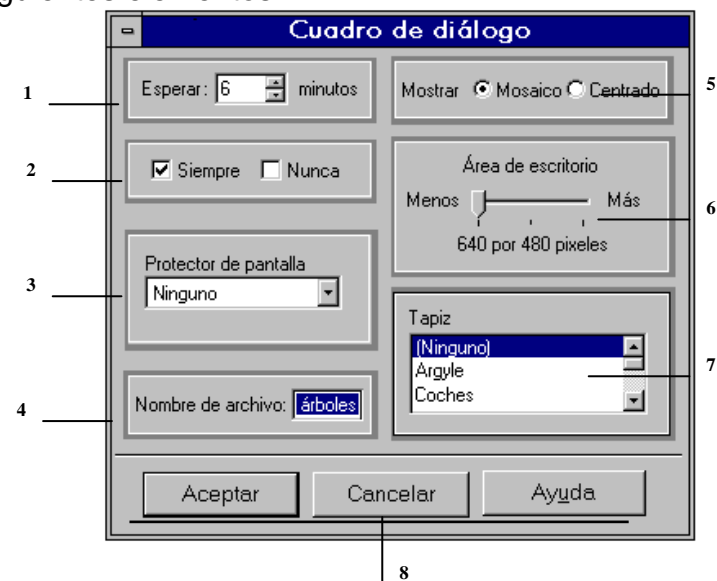 Cuadro de diálogo
1
Esperar: 6 minutos
Mostrar Mosaico Centrado
5
2
Siempre Nunca
Área de escritorio
Menos Más
6
640 por 480 pixeles
3
Protector de pantalla
Ninguno
Tapiz
(Ninguno)
Argyle
Coches
7
4
Nombre de archivo: árboles
Aceptar Cancelar Ayuda
8